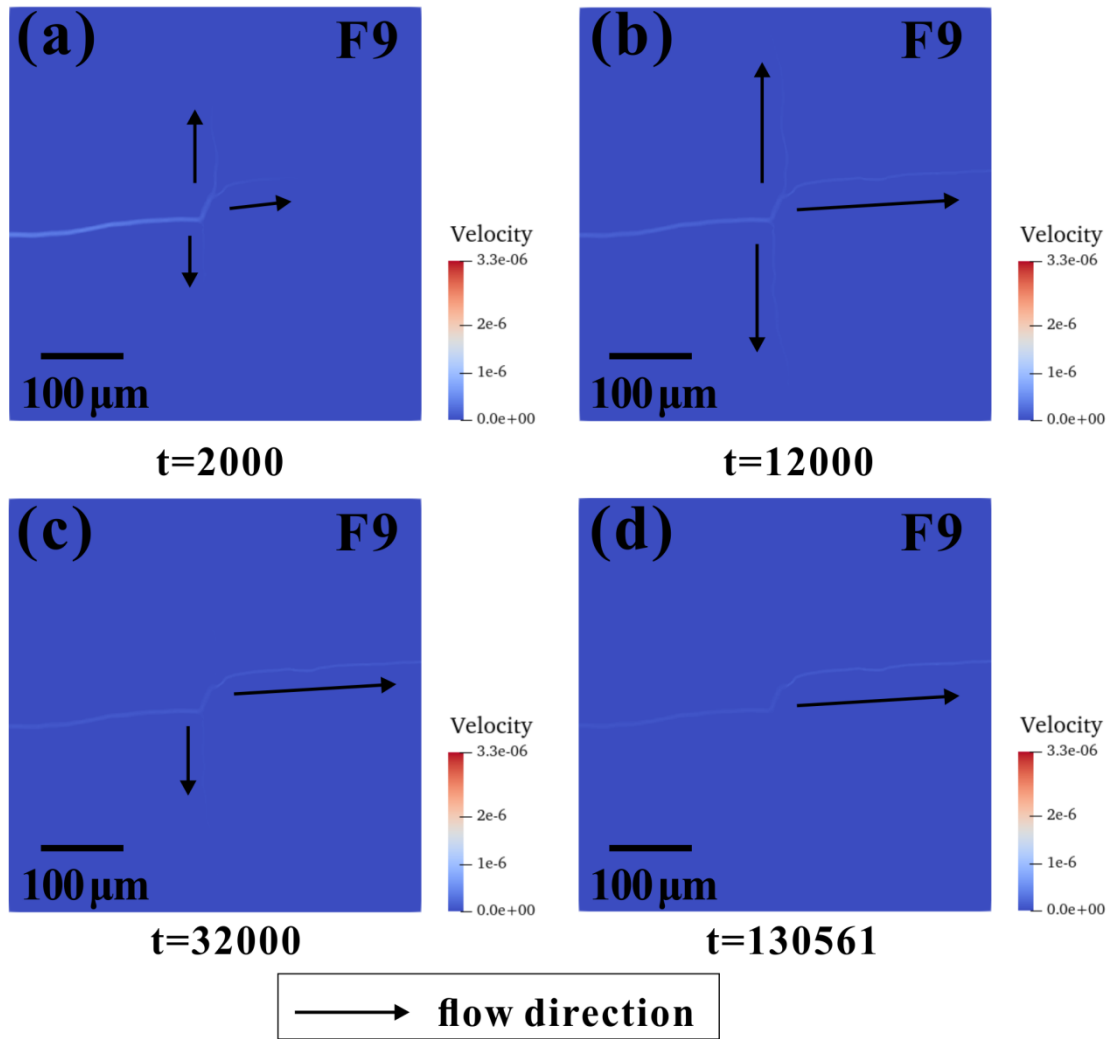 (a) F9
Velocity
3.3e-06
2e-6
1e-6
0.0e+00
100 μm
t=2000
(b) F9
Velocity
3.3e-06
2e-6
1e-6
0.0e+00
100 μm
t=12000
(c) F9
Velocity
3.3e-06
2e-6
1e-6
0.0e+00
100 μm
t=32000
(d) F9
Velocity
3.3e-06
2e-6
1e-6
0.0e+00
100 μm
t=130561
flow direction